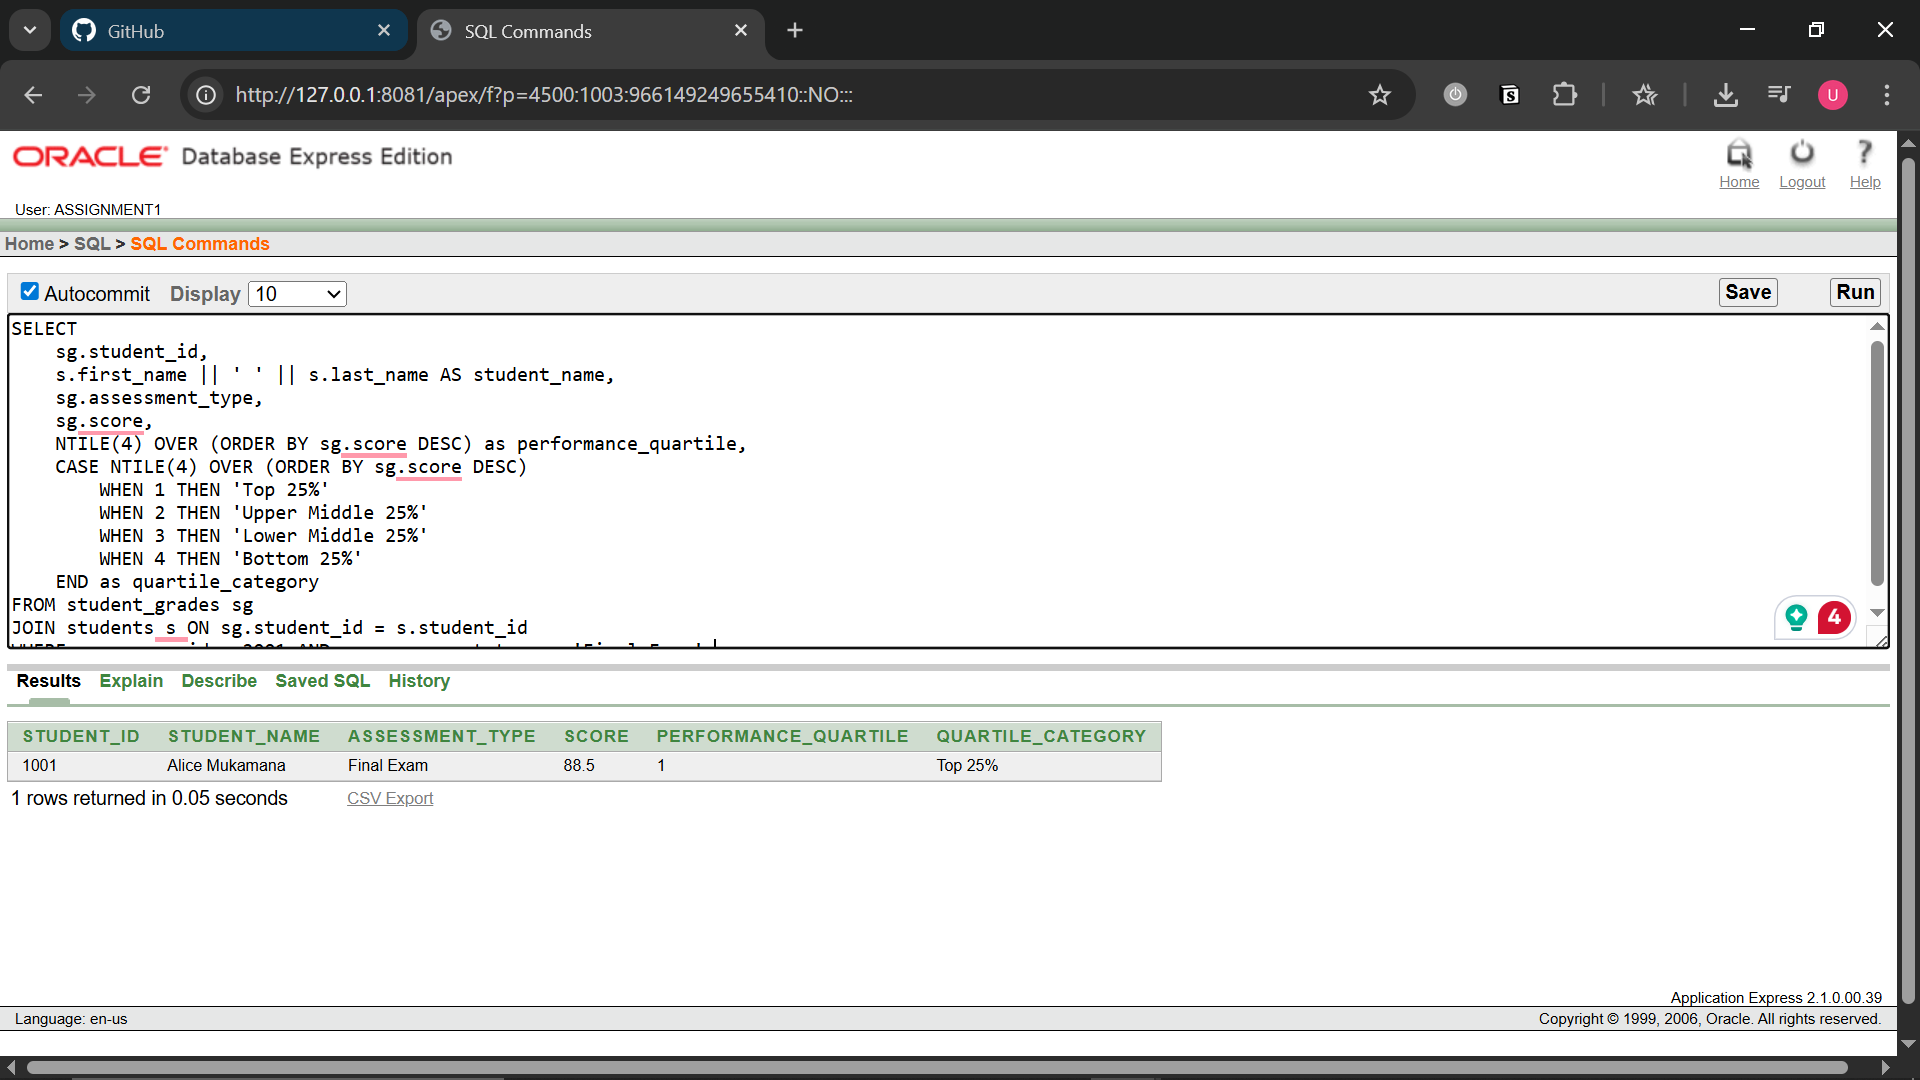 GitHub
SQL Commands
http://127.0.0.1:8081/apex/f?p=4500:1003:966149249655410::NO:::
U
ORACLE Database Express Edition
Home Logout Help
User: ASSIGNMENT1
Home > SQL > SQL Commands
Autocommit Display 10 Save Run
SELECT
sg.student_id,
s.first_name || ' ' || s.last_name AS student_name,
sg.assessment_type,
sg.score,
NTILE(4) OVER (ORDER BY sg.score DESC) as performance_quartile,
CASE NTILE(4) OVER (ORDER BY sg.score DESC)
WHEN 1 THEN 'Top 25%'
WHEN 2 THEN 'Upper Middle 25%'
WHEN 3 THEN 'Lower Middle 25%'
WHEN 4 THEN 'Bottom 25%'
END as quartile_category
FROM student_grades sg
JOIN students s ON sg.student_id = s.student_id
4
Results Explain Describe Saved SQL History
STUDENT_ID STUDENT_NAME ASSESSMENT_TYPE SCORE PERFORMANCE_QUARTILE QUARTILE_CATEGORY
1001 Alice Mukamana Final Exam 88.5 1 Top 25%
1 rows returned in 0.05 seconds CSV Export
Application Express 2.1.0.00.39
Language: en-us Copyright © 1999, 2006, Oracle. All rights reserved.